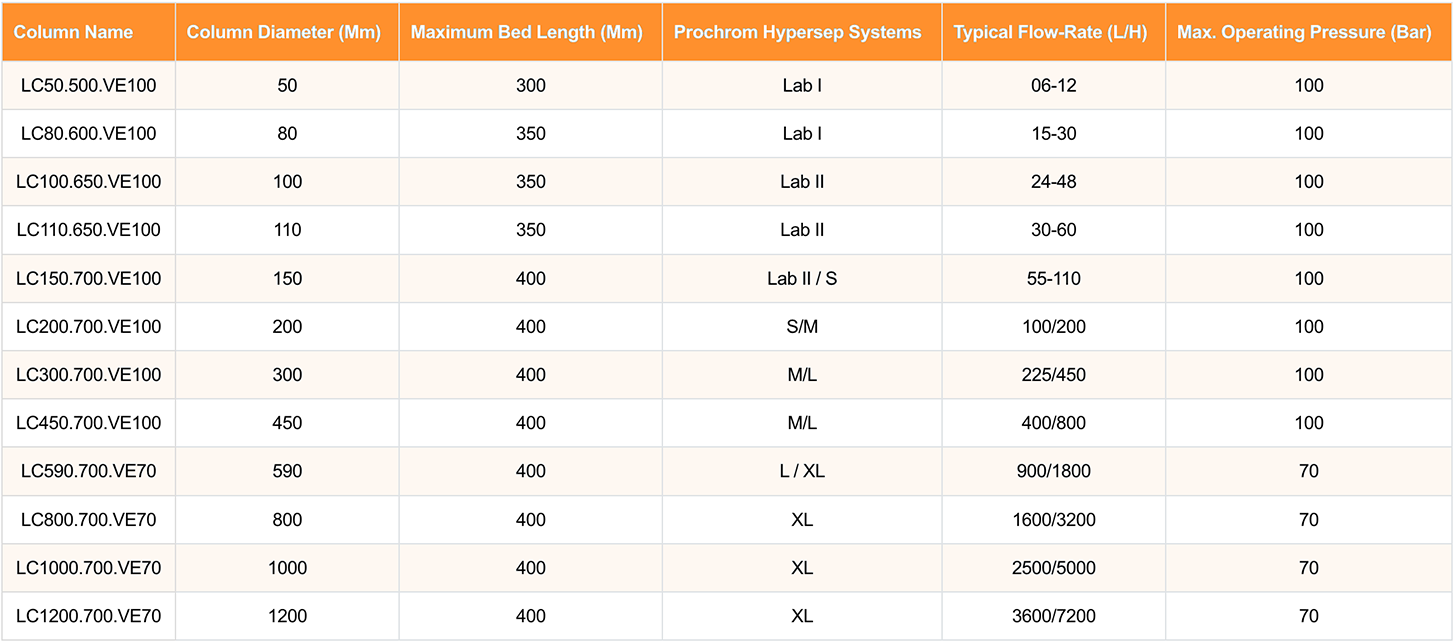 Column Name Column Diameter (Mm) Maximum Bed Length (Mm) Prochrom Hypersep Systems Typical Flow-Rate (L/H) Max. Operating Pressure (Bar)
LC50.500.VE100 50 300 Lab I 06-12 100
LC80.600.VE100 80 350 Lab I 15-30 100
LC100.650.VE100 100 350 Lab II 24-48 100
LC110.650.VE100 110 350 Lab II 30-60 100
LC150.700.VE100 150 400 Lab II / S 55-110 100
LC200.700.VE100 200 400 S/M 100/200 100
LC300.700.VE100 300 400 M/L 225/450 100
LC450.700.VE100 450 400 M/L 400/800 100
LC590.700.VE70 590 400 L / XL 900/1800 70
LC800.700.VE70 800 400 XL 1600/3200 70
LC1000.700.VE70 1000 400 XL 2500/5000 70
LC1200.700.VE70 1200 400 XL 3600/7200 70